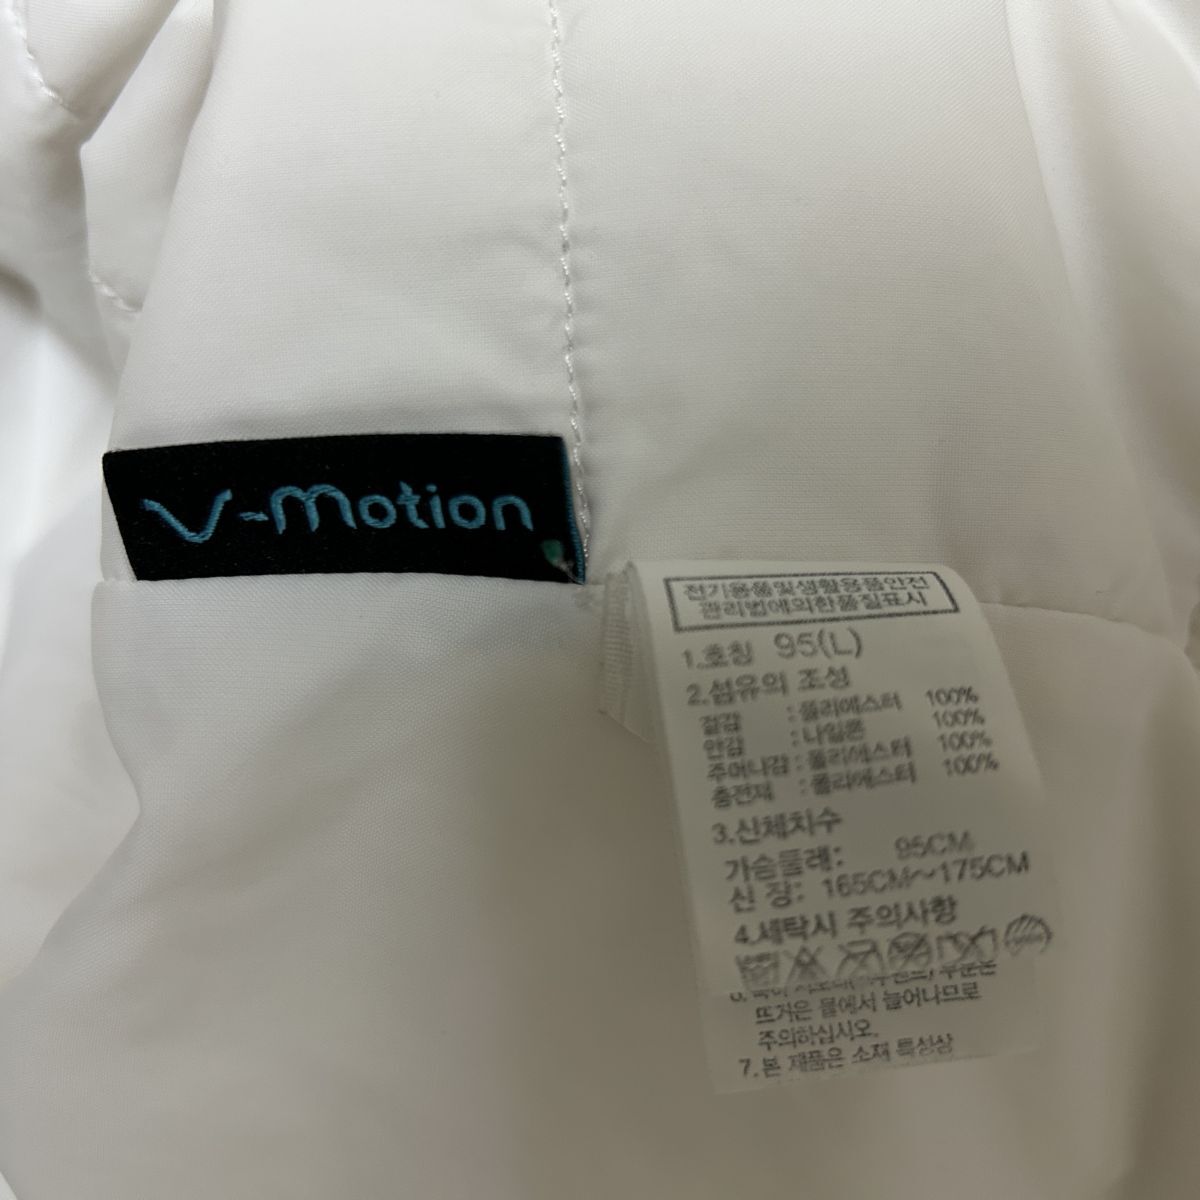 V-Motion
전기용품및생활용품안전
관리법에의한품질표시
1.호칭 95(L)
2.섬유의 조성
겉감 : 폴리에스터 100%
안감 : 나일론 100%
주머니감 : 폴리에스터 100%
충전재 : 폴리에스터 100%
3.신체치수
가슴둘레: 95CM
신 장: 165CM~175CM
4.세탁시 주의사항
뜨거운 물에서 늘어나므로
주의하십시오.
7.본 제품은 소재 특성상